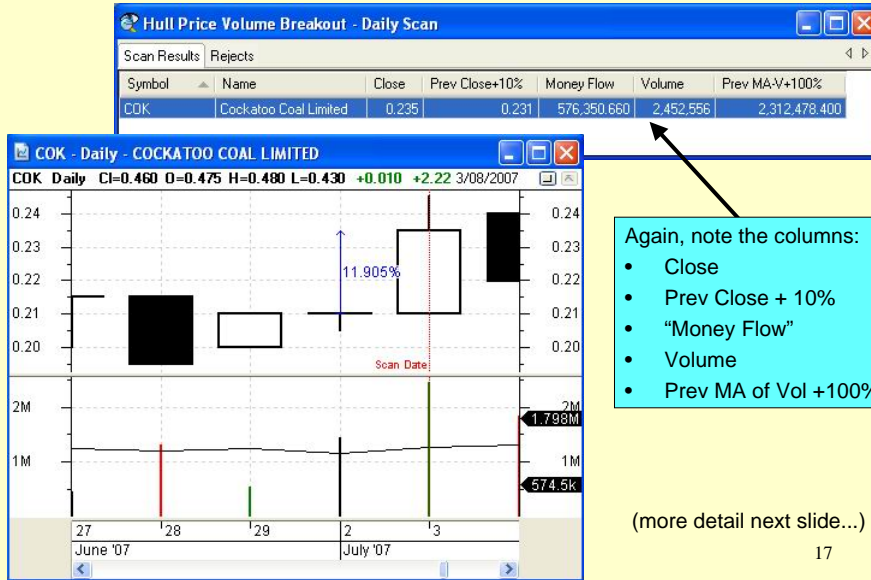 Hull Price Volume Breakout - Daily Scan
Scan Results Rejects
Symbol Name Close Prev Close+10% Money Flow Volume Prev MA-V+100%
COK Cockatoo Coal Limited 0.235 0.231 576,350.660 2,452,556 2,312,478.400
COK - Daily - COCKATOO COAL LIMITED
COK Daily Cl=0.460 O=0.475 H=0.480 L=0.430 +0.010 +2.22 3/08/2007
0.24 0.24
0.23 0.23
11.905%
0.22 0.22
0.21 0.21
0.20 0.20
Scan Date
2M 2M
1.798M
1M 1M
574.5k
27 28 29 2 3
June '07 July '07
Again, note the columns:
• Close
• Prev Close + 10%
• “Money Flow”
• Volume
• Prev MA of Vol +100%
(more detail next slide...)
17